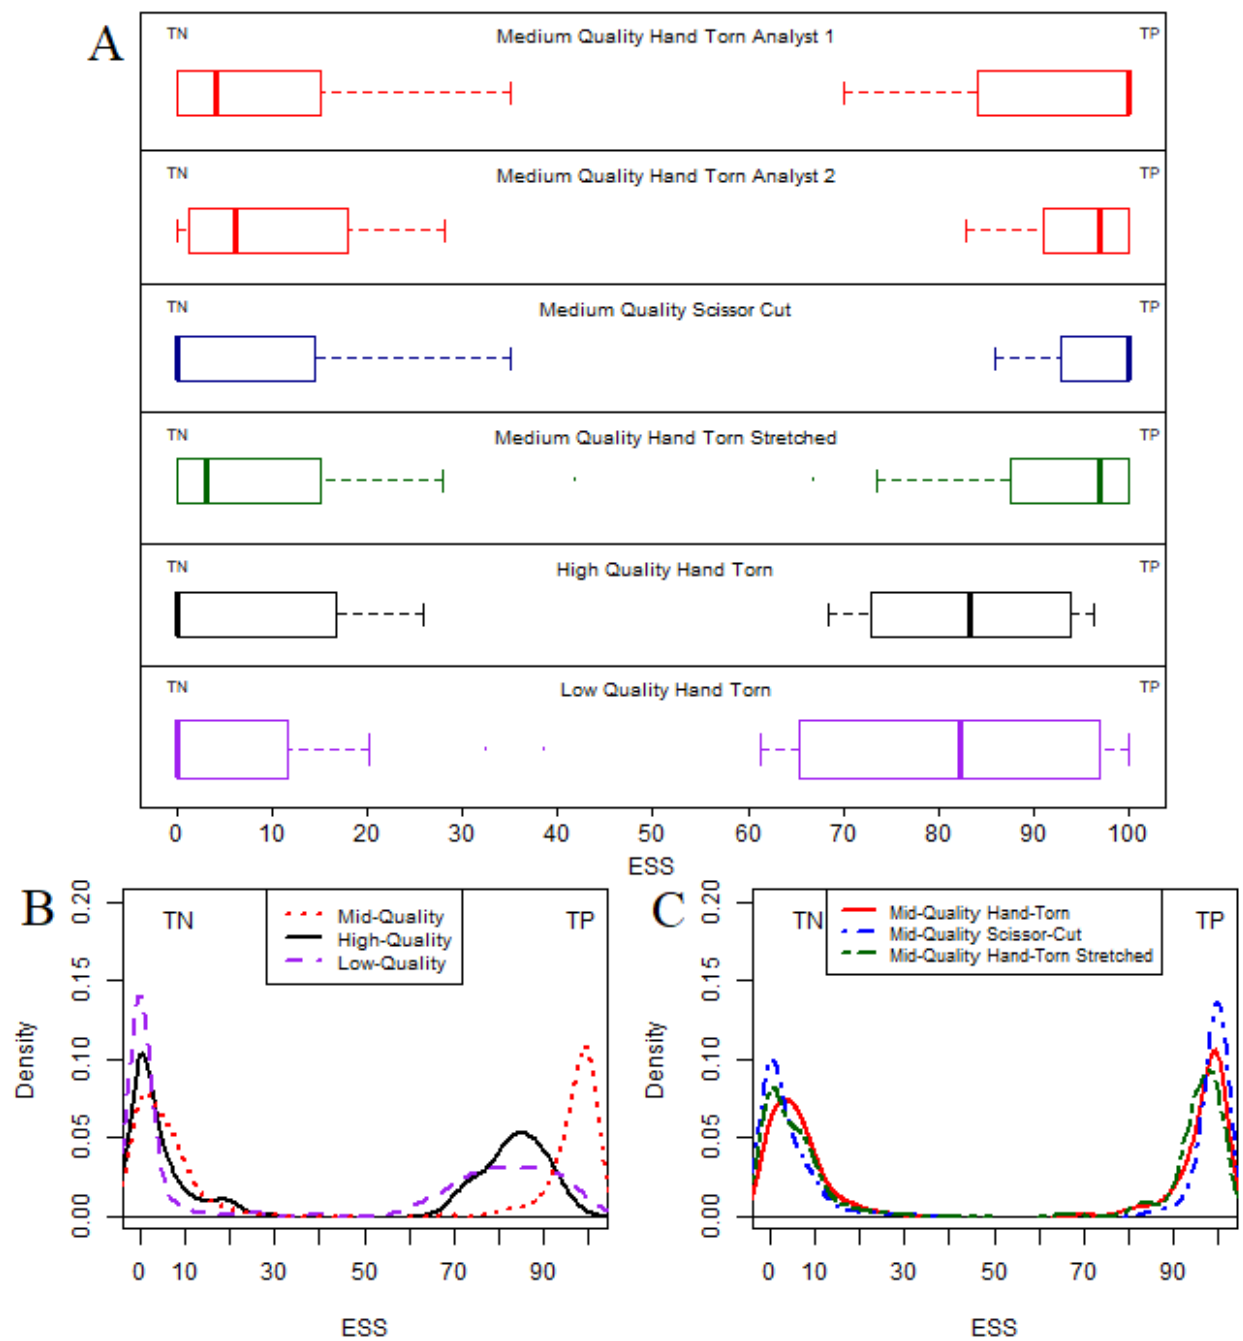 A
TN
Medium Quality Hand Torn Analyst 1
TP
TN
Medium Quality Hand Torn Analyst 2
TP
TN
Medium Quality Scissor Cut
TP
TN
Medium Quality Hand Torn Stretched
TP
TN
High Quality Hand Torn
TP
TN
Low Quality Hand Torn
TP
0 10 20 30 40 50 60 70 80 90 100
ESS
B
TN
TP
Mid-Quality
High-Quality
Low-Quality
0.20
0.15
0.10
0.05
0.00
Density
0 10 30 50 70 90
ESS
C
TN
TP
Mid-Quality Hand-Torn
Mid-Quality Scissor-Cut
Mid-Quality Hand-Torn Stretched
0.20
0.15
0.10
0.05
0.00
Density
0 10 30 50 70 90
ESS